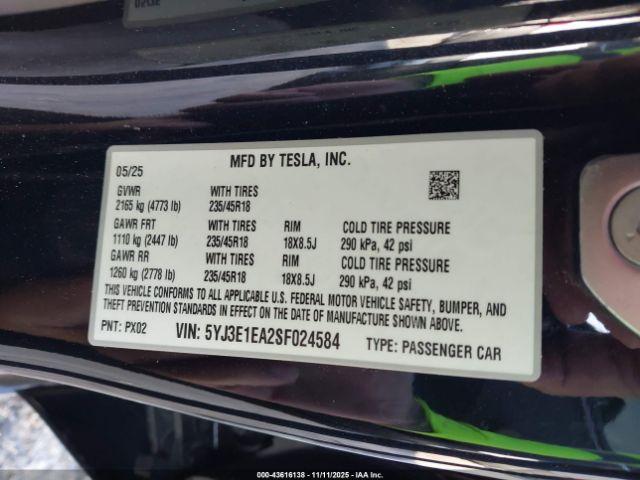 05/25 MFD BY TESLA, INC.
GVWR WITH TIRES
2165 kg (4773 lb) 235/45R18
GAWR FRT WITH TIRES RIM COLD TIRE PRESSURE
1110 kg (2447 lb) 235/45R18 18X8.5J 290 kPa, 42 psi
GAWR RR WITH TIRES RIM COLD TIRE PRESSURE
1260 kg (2778 lb) 235/45R18 18X8.5J 290 kPa, 42 psi
THIS VEHICLE CONFORMS TO ALL APPLICABLE U.S. FEDERAL MOTOR VEHICLE SAFETY, BUMPER, AND
THEFT PREVENTION STANDARDS IN EFFECT ON THE DATE OF MANUFACTURE SHOWN ABOVE.
PNT: PX02 VIN: 5YJ3E1EA2SF024584 TYPE: PASSENGER CAR
000-43616138 - 11/11/2025 - IAA Inc.